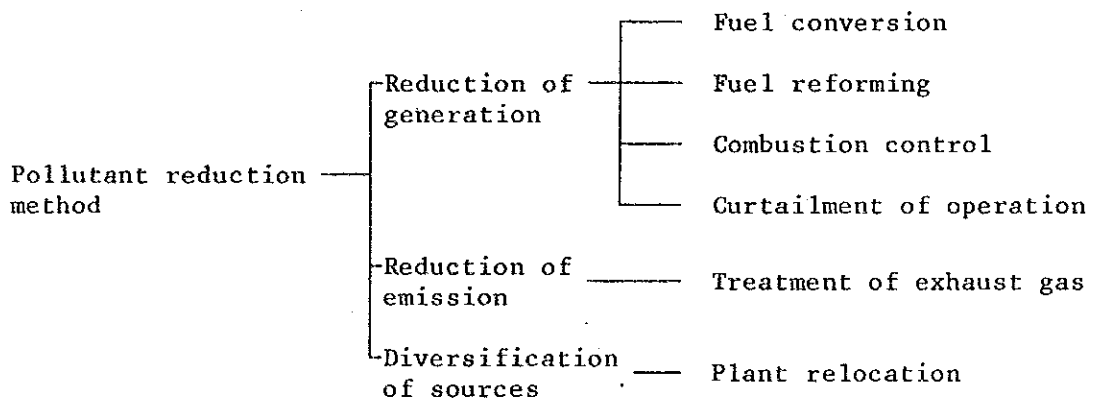 Fuel conversion
Reduction of
generation
Fuel reforming
Combustion control
Pollutant reduction
method
Curtailment of operation
Reduction of
emission
Treatment of exhaust gas
Diversification
of sources
Plant relocation